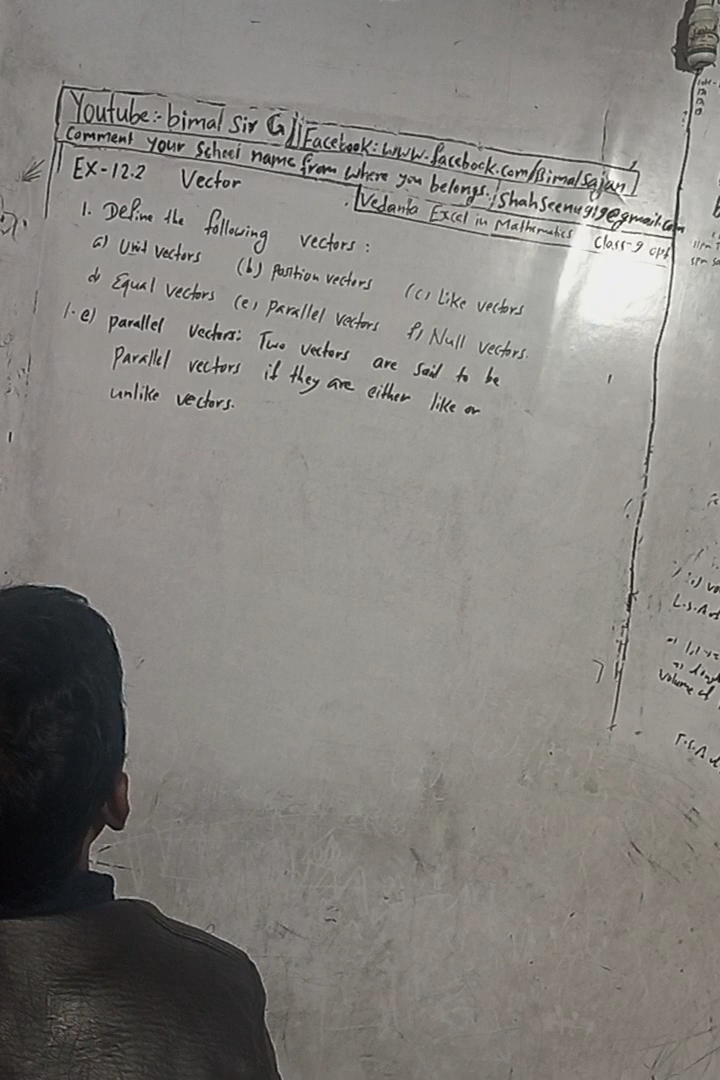 Youtube:- bimal Sir G || Facebook: www.facebook.com/Bimalsajan
Comment your School name from where you belongs. / Shahseenu919@gmail.com
EX-12.2 Vector
Vedanta Excel in Mathematics Class-9 opt
1. Define the following vectors :
a) Unit vectors (b) Position vectors (c) Like vectors
d) Equal vectors (e) Parallel vectors f) Null vectors.
1. e) parallel vectors: Two vectors are said to be
Parallel vectors if they are either like or
unlike vectors.
L.S.A of
Volume of
T.S.A